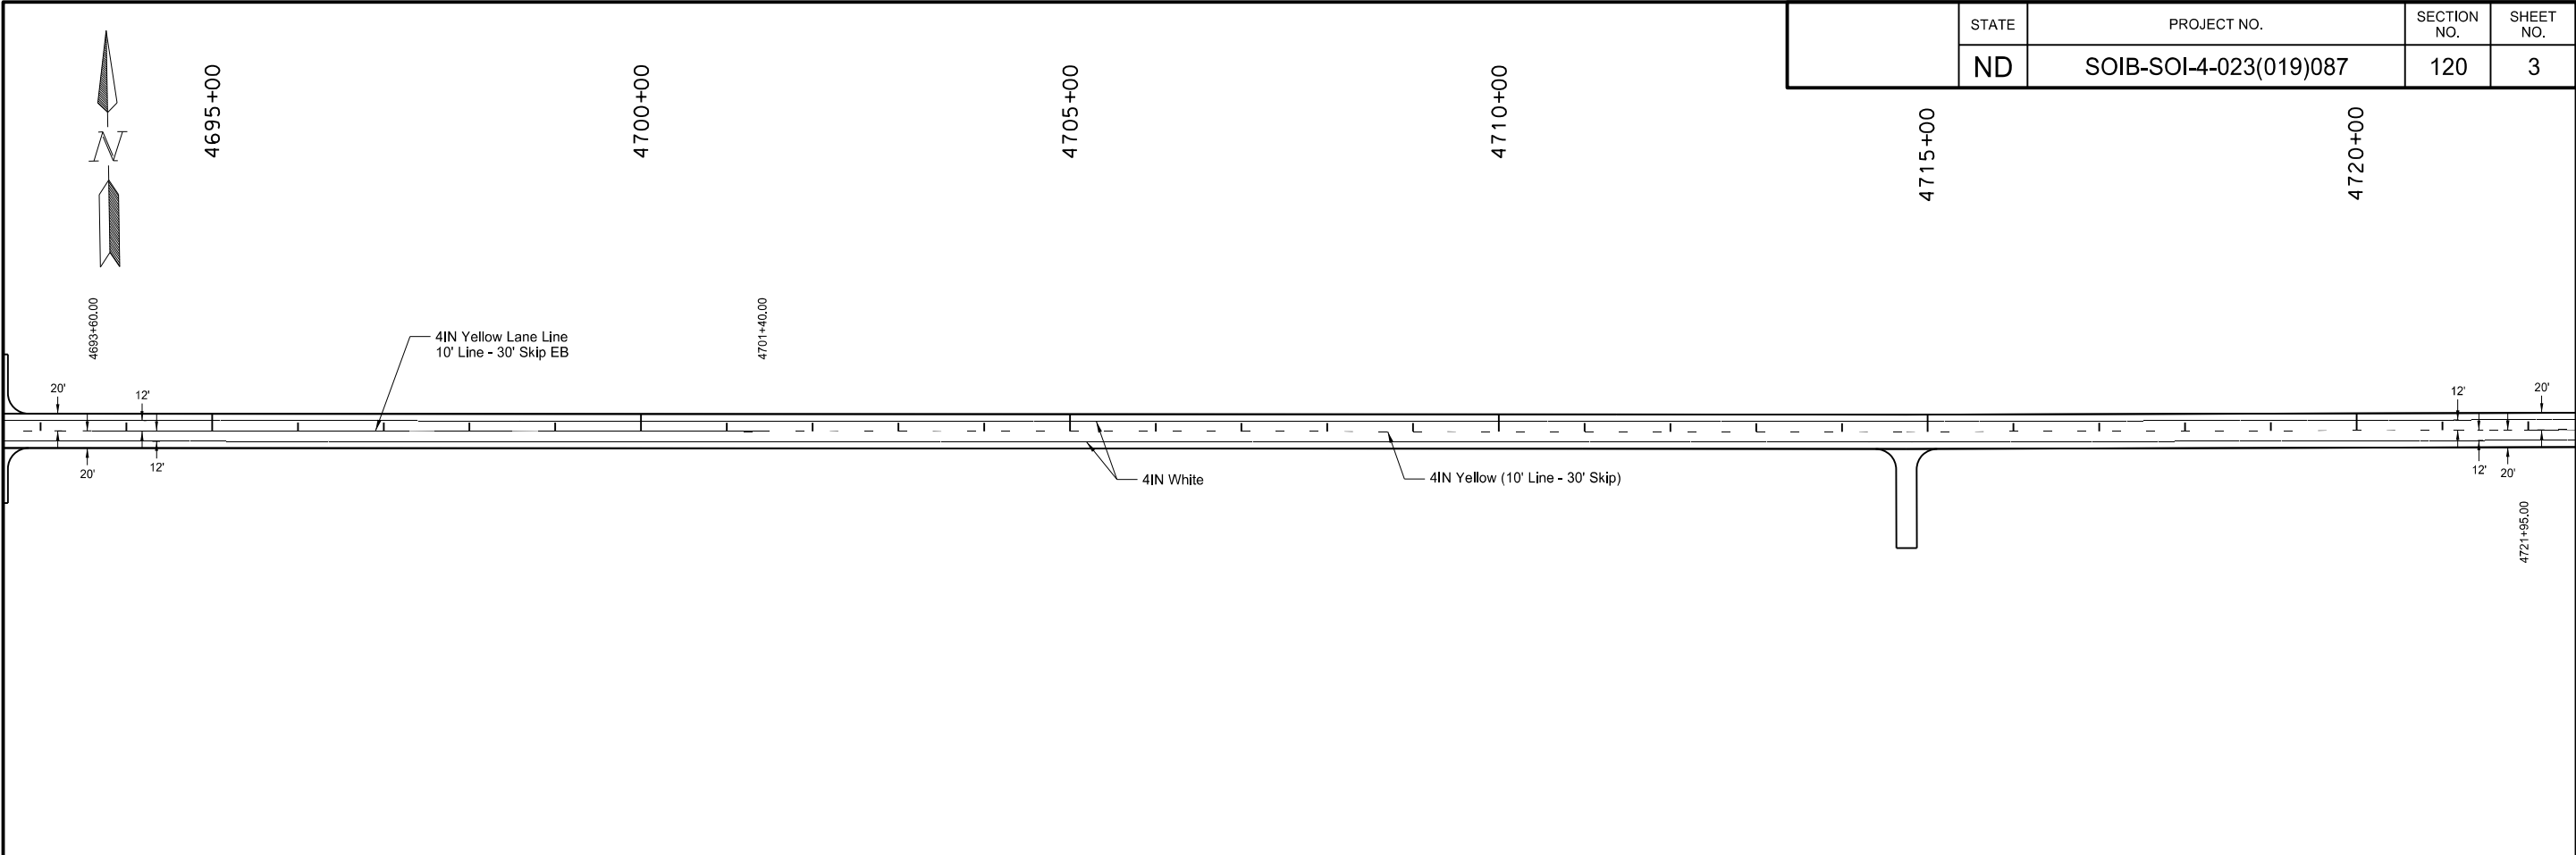 STATE
PROJECT NO.
SECTION NO.
SHEET NO.
ND
SOIB-SOI-4-023(019)087
120
3
N
4695+00
4700+00
4705+00
4710+00
4715+00
4720+00
4693+60.00
4701+40.00
4IN Yellow Lane Line
10' Line - 30' Skip EB
20'
12'
12'
20'
20'
12'
12'
20'
4IN White
4IN Yellow (10' Line - 30' Skip)
4721+95.00